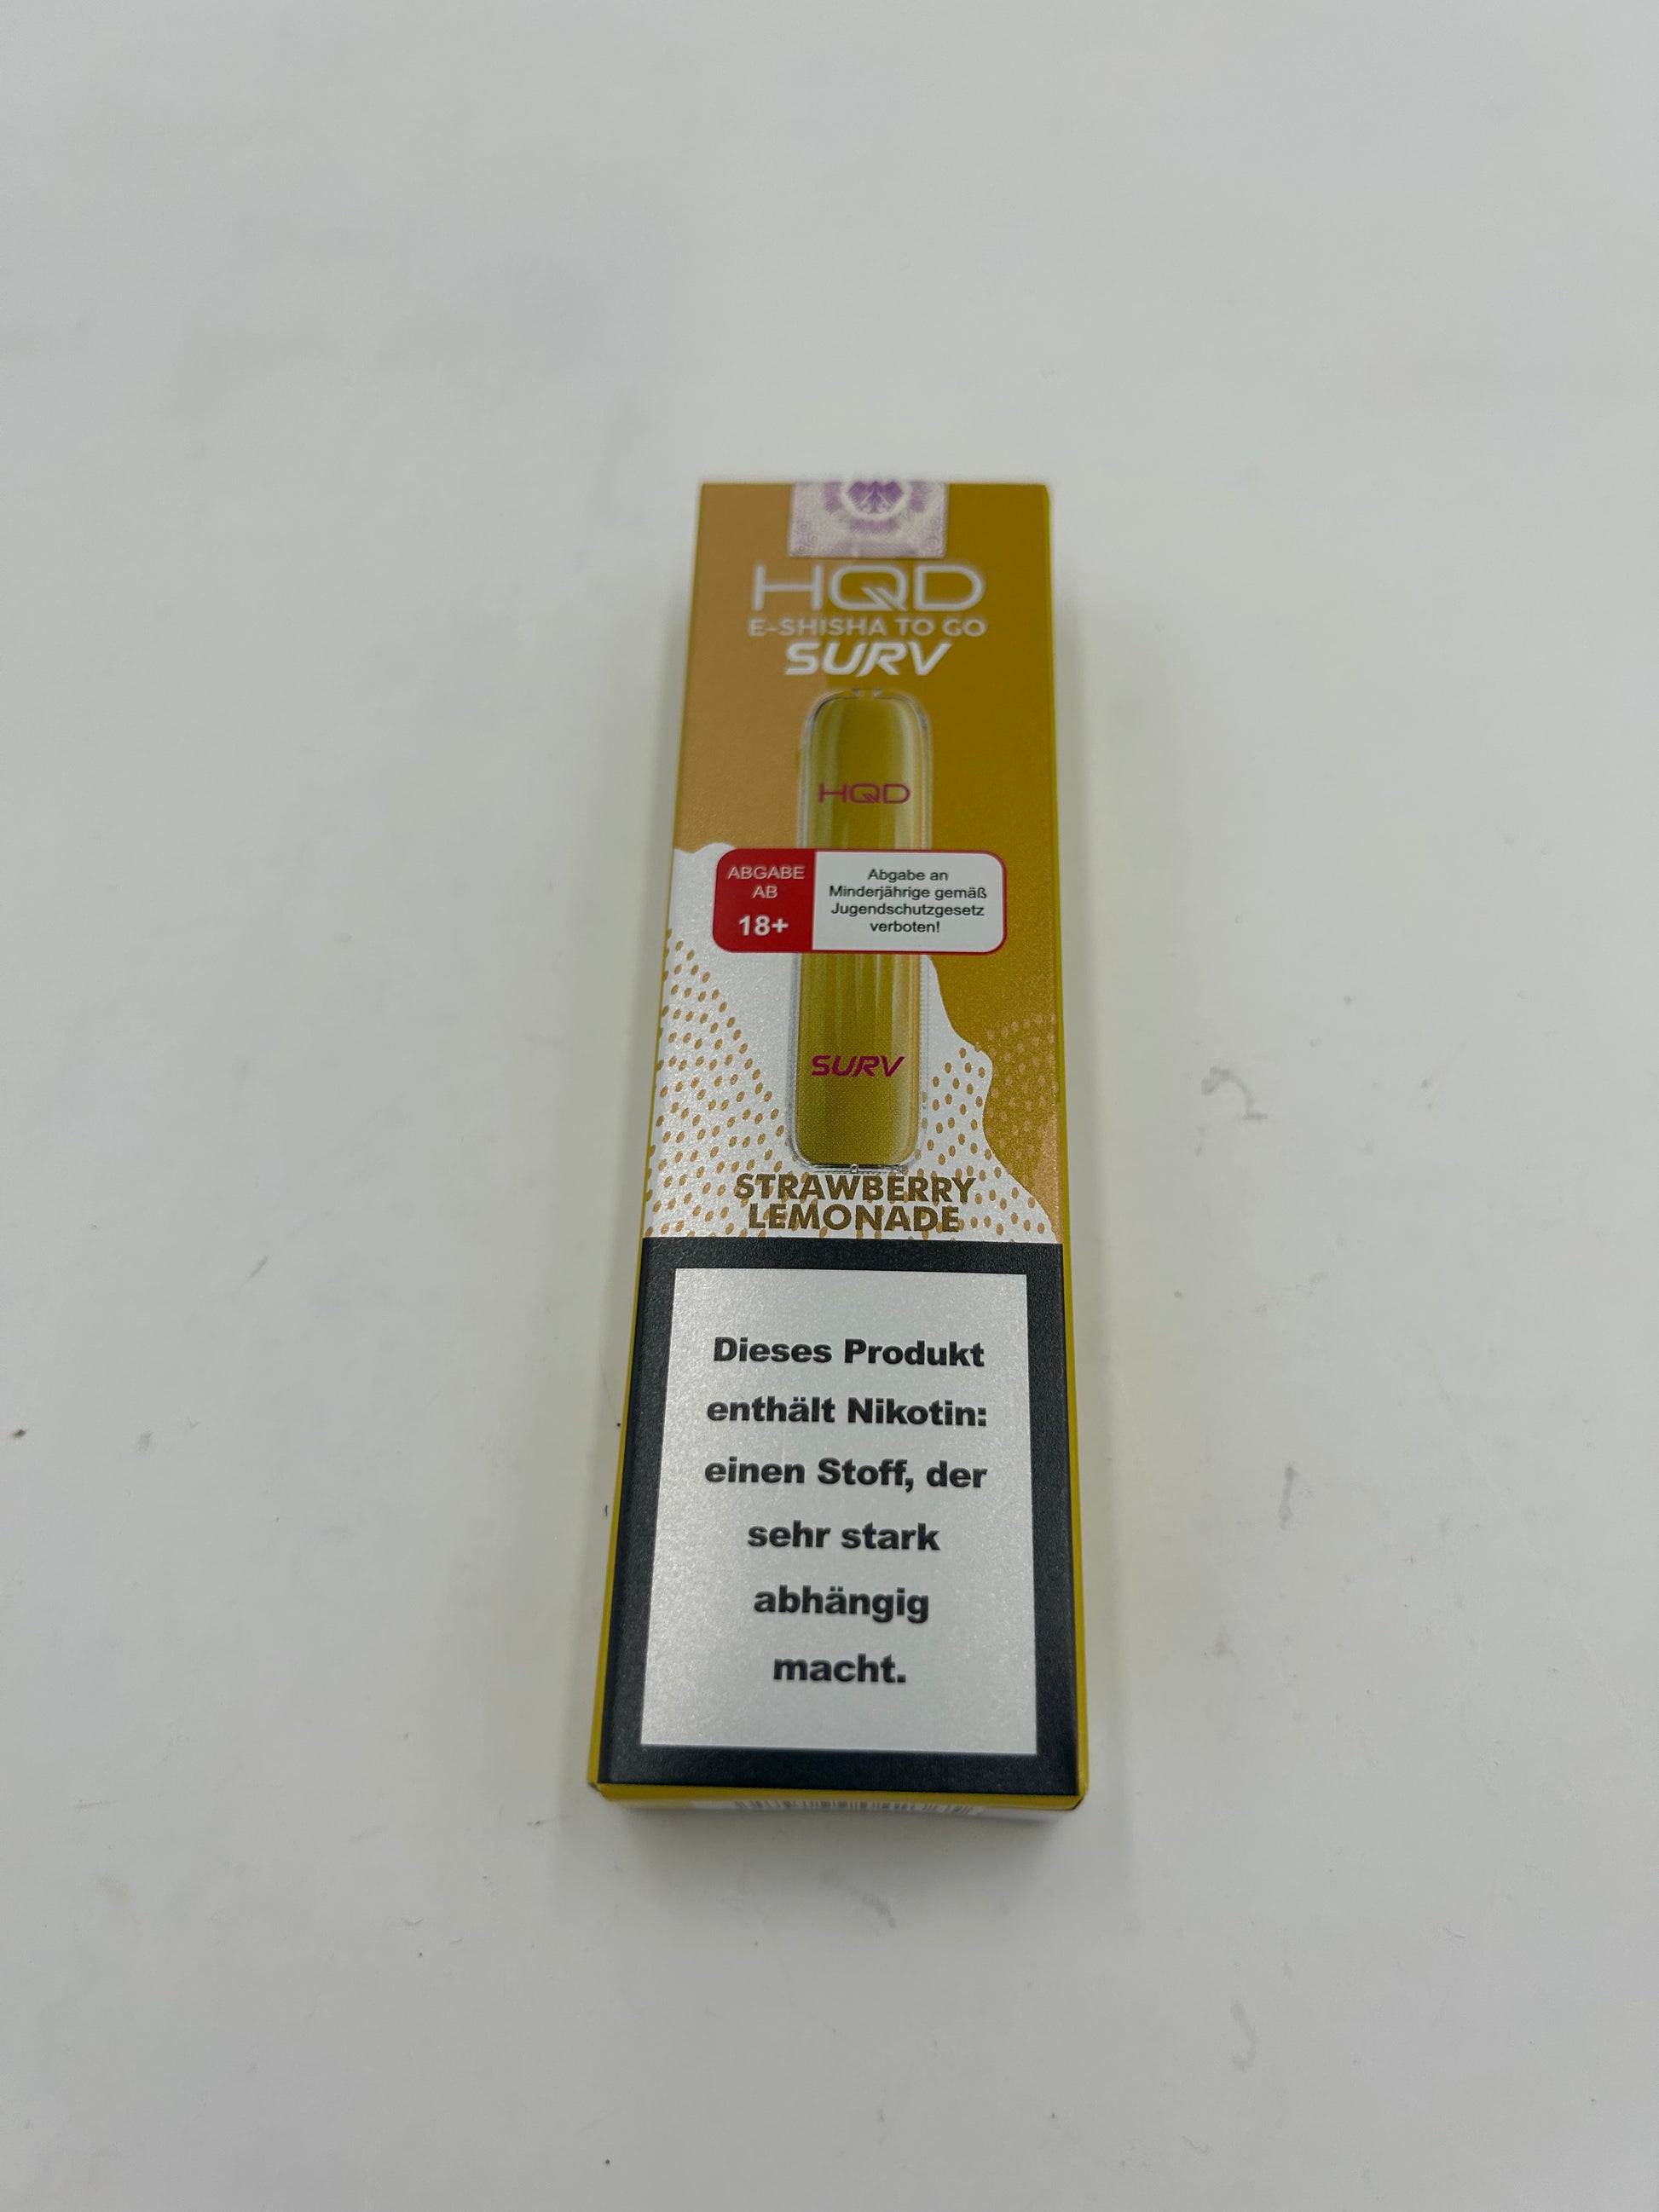 HQD
E-SHISHA TO GO
SURV
HQD
ABGABE
AB
18+
Abgabe an
Minderjährige gemäß
Jugendschutzgesetz
verboten!
SURV
STRAWBERRY
LEMONADE
Dieses Produkt
enthält Nikotin:
einen Stoff, der
sehr stark
abhängig
macht.